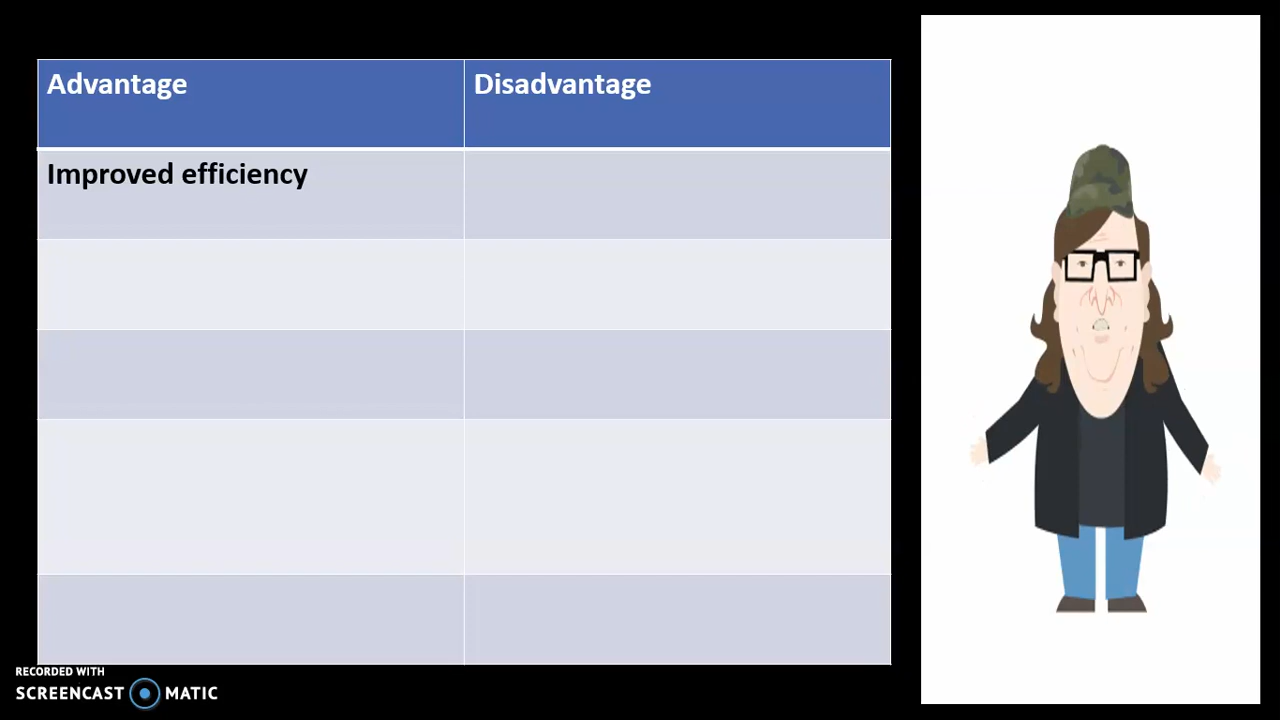 Advantage
Disadvantage
Improved efficiency
RECORDED WITH
SCREENCAST MATIC